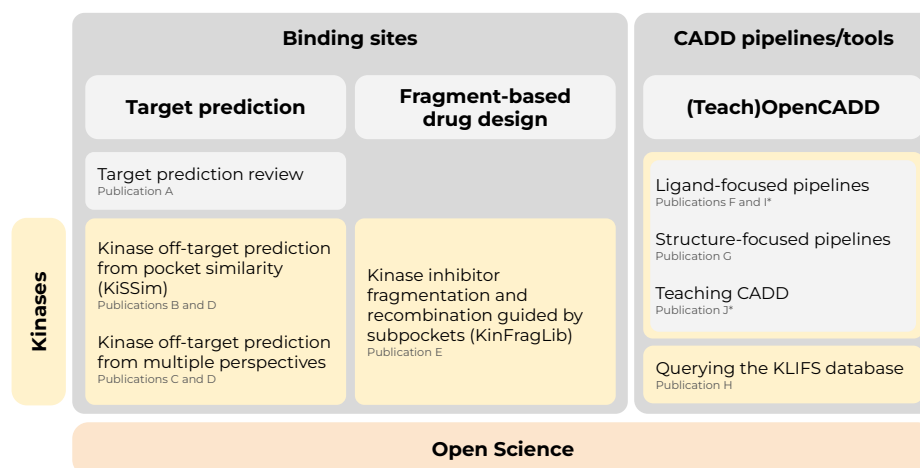 Binding sites
CADD pipelines/tools
Target prediction
Fragment-based
drug design
(Teach)OpenCADD
Target prediction review
Publication A
Kinases
Kinase off-target prediction
from pocket similarity
(KiSSim)
Publications B and D
Kinase off-target prediction
from multiple perspectives
Publications C and D
Kinase inhibitor
fragmentation and
recombination guided by
subpockets (KinFragLib)
Publication E
Ligand-focused pipelines
Publications F and I*
Structure-focused pipelines
Publication G
Teaching CADD
Publication J*
Querying the KLIFS database
Publication H
Open Science